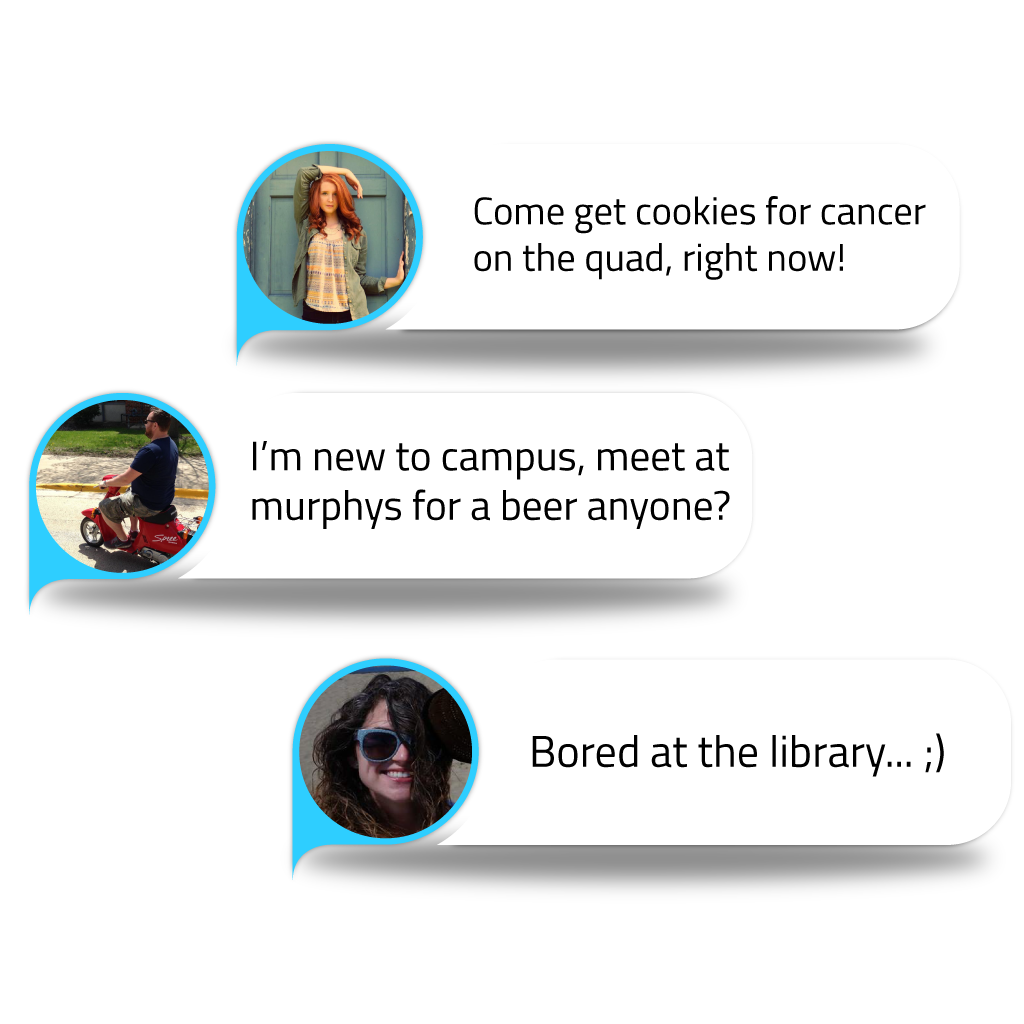 Come get cookies for cancer
on the quad, right now!
I'm new to campus, meet at
murphys for a beer anyone?
Spree
Bored at the library... ;)